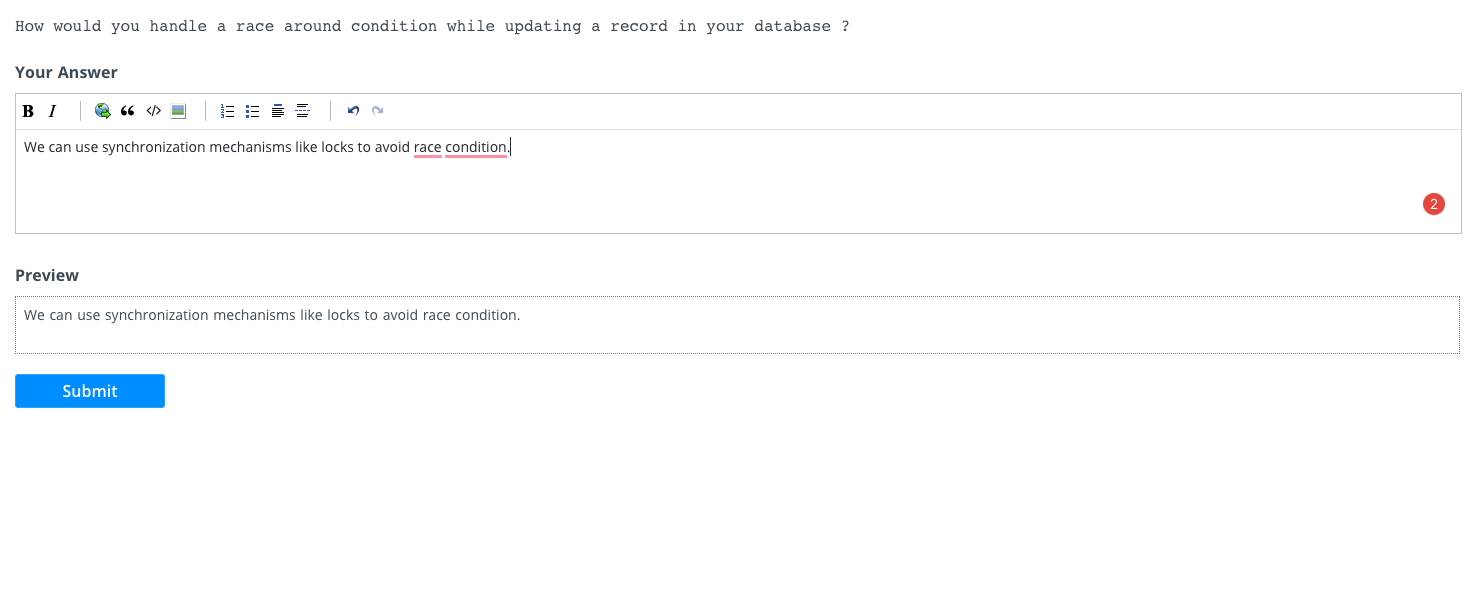 How would you handle a race around condition while updating a record in your database ?
Your Answer
B I
We can use synchronization mechanisms like locks to avoid race condition.
2
Preview
We can use synchronization mechanisms like locks to avoid race condition.
Submit